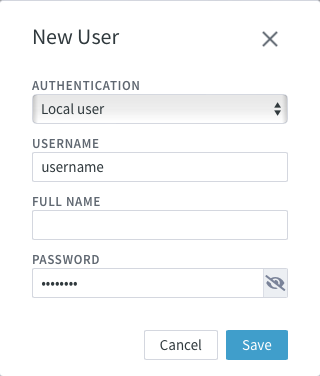 New User
AUTHENTICATION
Local user
USERNAME
username
FULL NAME
PASSWORD
••••••••
Cancel
Save